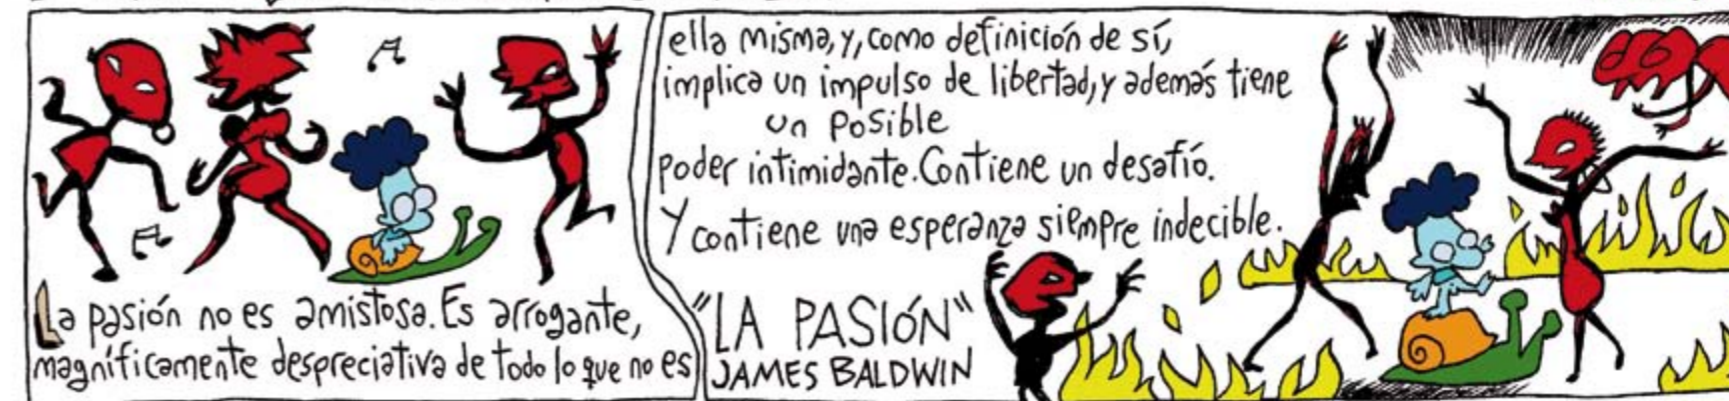 La pasión no es amistosa. Es arrogante,
magníficamente despreciativa de todo lo que no es
ella misma, y, como definición de sí,
implica un impulso de libertad, y además tiene
un posible
poder intimidante. Contiene un desafío.
Y contiene una esperanza siempre indecible.
"LA PASIÓN"
JAMES BALDWIN